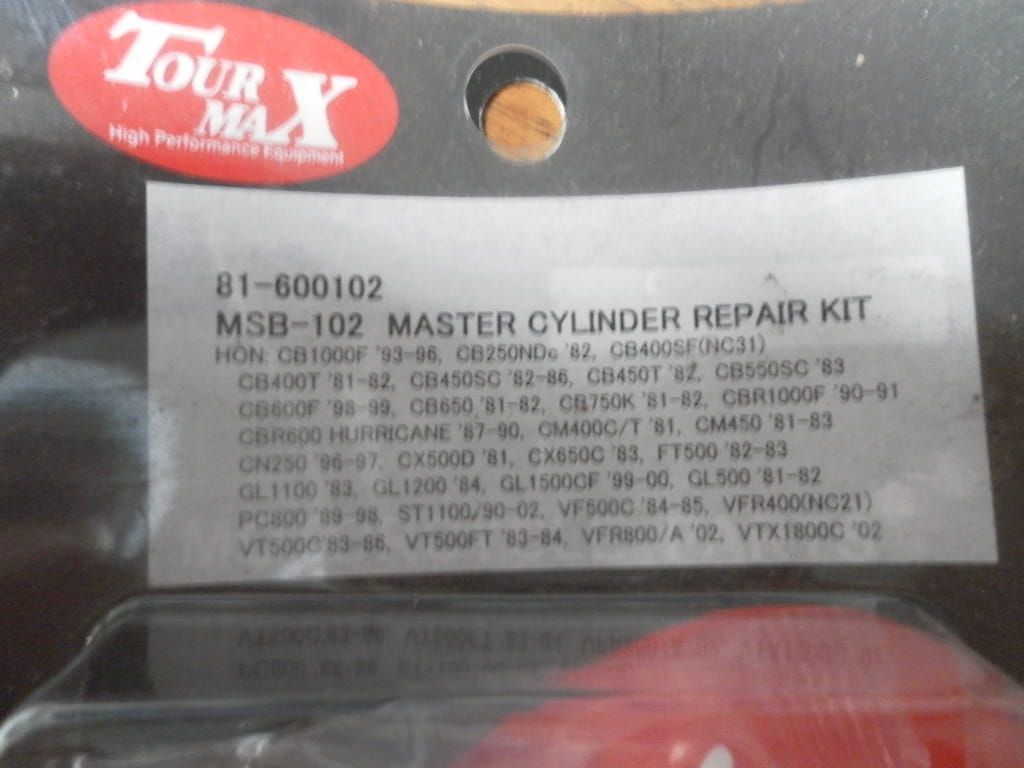 TOUR
MAX
High Performance Equipment
81-600102
MSB-102 MASTER CYLINDER REPAIR KIT
HON: CB1000F '93-96, CB250NDc '82, CB400SF(NC31)
CB400T '81-82, CB450SC '82-86, CB450T '82, CB550SC '83
CB600F '98-99, CB650 '81-82, CB750K '81-82, CBR1000F '90-91
CBR600 HURRICANE '87-90, CM400C/T '81, CM450 '81-83
CN250 '96-97, CX500D '81, CX650C '83, FT500 '82-83
GL1100 '83, GL1200 '84, GL1500CF '99-00, GL500 '81-82
PC800 '89-98, ST1100/90-02, VF500C '84-85, VFR400(NC21)
VT500C'83-86, VT500FT '83-84, VFR800/A '02, VTX1800C '02